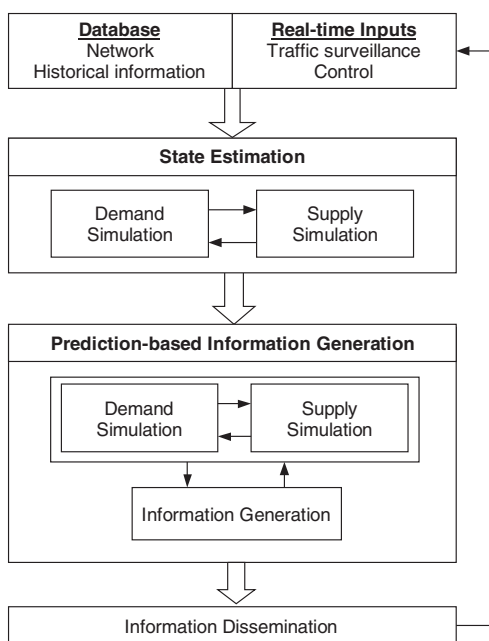 Database
Network
Historical information
Real-time Inputs
Traffic surveillance
Control
State Estimation
Demand
Simulation
Supply
Simulation
Prediction-based Information Generation
Demand
Simulation
Supply
Simulation
Information Generation
Information Dissemination